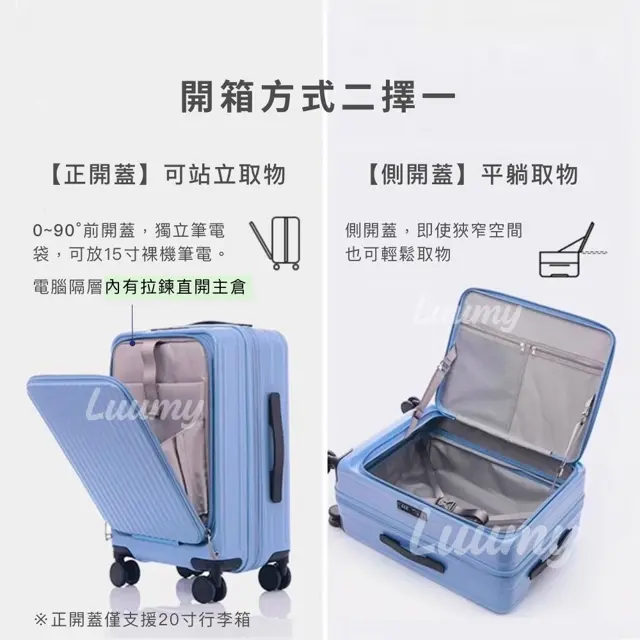 開箱方式二擇一
【正開蓋】可站立取物
0~90˚前開蓋，獨立筆電
袋，可放15寸裸機筆電。
電腦隔層內有拉鍊直開主倉
Luumy
※正開蓋僅支援20寸行李箱
【側開蓋】平躺取物
側開蓋，即使狹窄空間
也可輕鬆取物
Luumy
Luumy